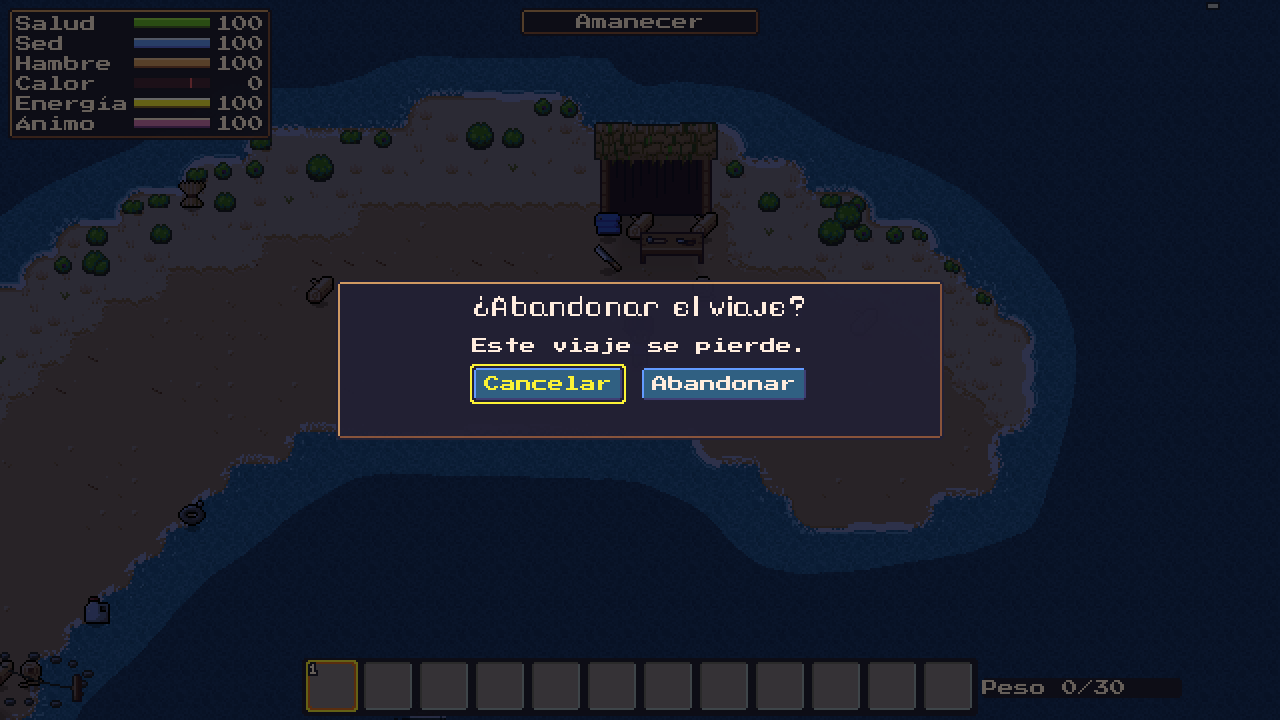 Salud 100
Sed 100
Hambre 100
Calor 0
Energía 100
Ánimo 100
Amanecer
¿Abandonar el viaje?
Este viaje se pierde.
Cancelar Abandonar
1
Peso 0/30